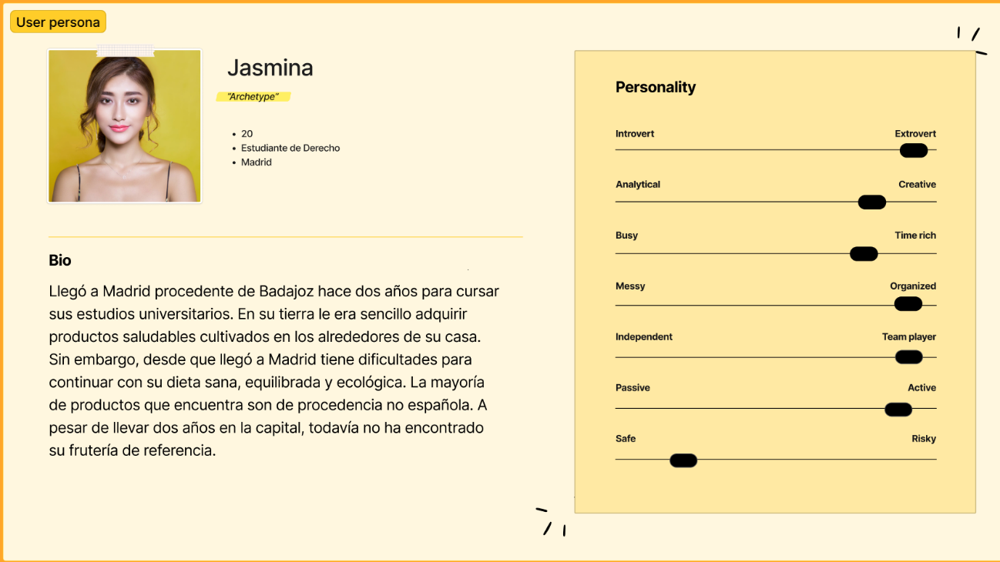 User persona
Jasmina
“Archetype”
• 20
• Estudiante de Derecho
• Madrid
Bio
Llegó a Madrid procedente de Badajoz hace dos años para cursar
sus estudios universitarios. En su tierra le era sencillo adquirir
productos saludables cultivados en los alrededores de su casa.
Sin embargo, desde que llegó a Madrid tiene dificultades para
continuar con su dieta sana, equilibrada y ecológica. La mayoría
de productos que encuentra son de procedencia no española. A
pesar de llevar dos años en la capital, todavía no ha encontrado
su frutería de referencia.
Personality
Introvert Extrovert
Analytical Creative
Busy Time rich
Messy Organized
Independent Team player
Passive Active
Safe Risky